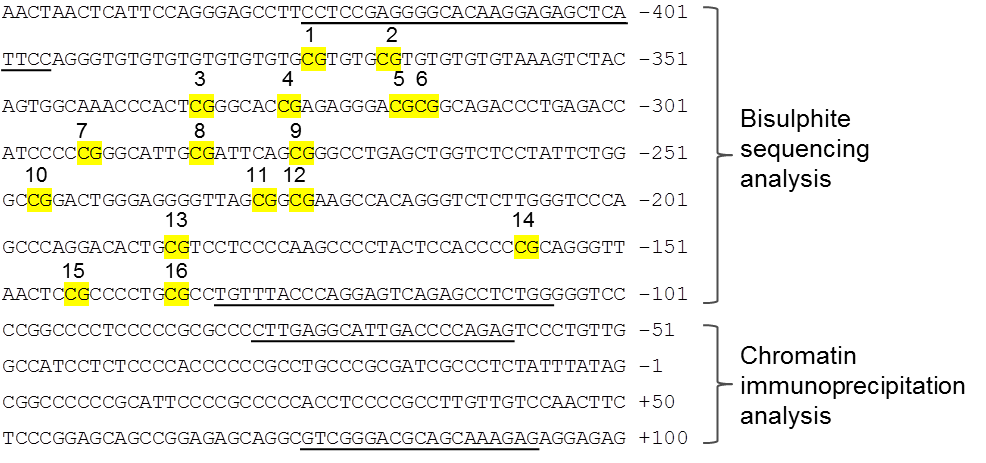 AACTAACTCATTCCAGGGAGCCTTCCTCCGAGGGGCACAAGGAGAGCTCA -401
1 2
TTCCAGGGTGTGTGTGTGTGTGTGCGTGTGCGTGTGTGTGTAAAGTCTAC -351
3 4 5 6
AGTGGCAAACCCACTCGGGCACCGAGAGGGACGCGGCAGACCCTGAGACC -301
7 8 9
ATCCCCCGGGCATTGCGATTCAGCGGGCCTGAGCTGGTCTCCTATTCTGG -251
10 11 12
GCCGGACTGGGAGGGGTTAGCGGCGAAGCCACAGGGTCTCTTGGGTCCCA -201
13 14
GCCCAGGACACTGCGTCCTCCCCAAGCCCCTACTCCACCCCCGCAGGGTT -151
15 16
AACTCCGCCCCTGCGCCTGTTTACCCAGGAGTCAGAGCCTCTGGGGGTCC -101
CCGGCCCCTCCCCCGCGCCCCTTGAGGCATTGACCCCAGAGTCCCTGTTG -51
GCCATCCTCTCCCCACCCCCCGCCTGCCCGCGATCGCCCTCTATTTATAG -1
CGGCCCCCCGCATTCCCCGCCCCCACCTCCCCGCCTTGTTGTCCAACTTC +50
TCCCGGAGCAGCCGGAGAGCAGGCGTCGGGACGCAGCAAAGAGAGGAGAG +100
Bisulphite
sequencing
analysis
Chromatin
immunoprecipitation
analysis